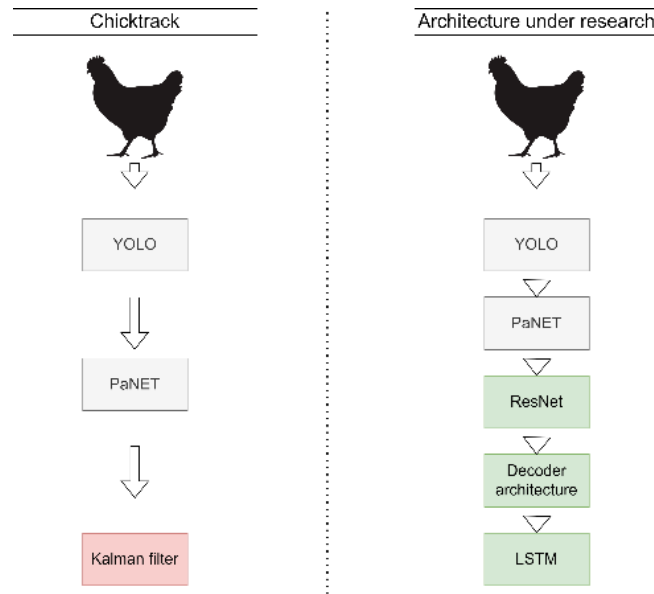 Chicktrack
YOLO
PaNET
Kalman filter
Architecture under research
YOLO
PaNET
ResNet
Decoder
architecture
LSTM